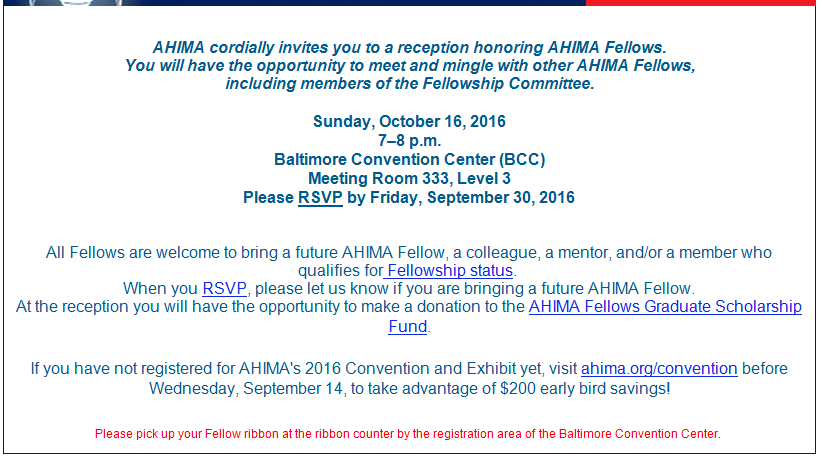 AHIMA cordially invites you to a reception honoring AHIMA Fellows.
You will have the opportunity to meet and mingle with other AHIMA Fellows,
including members of the Fellowship Committee.
Sunday, October 16, 2016
7–8 p.m.
Baltimore Convention Center (BCC)
Meeting Room 333, Level 3
Please RSVP by Friday, September 30, 2016
All Fellows are welcome to bring a future AHIMA Fellow, a colleague, a mentor, and/or a member who
qualifies for Fellowship status.
When you RSVP, please let us know if you are bringing a future AHIMA Fellow.
At the reception you will have the opportunity to make a donation to the AHIMA Fellows Graduate Scholarship
Fund.
If you have not registered for AHIMA's 2016 Convention and Exhibit yet, visit ahima.org/convention before
Wednesday, September 14, to take advantage of $200 early bird savings!
Please pick up your Fellow ribbon at the ribbon counter by the registration area of the Baltimore Convention Center.